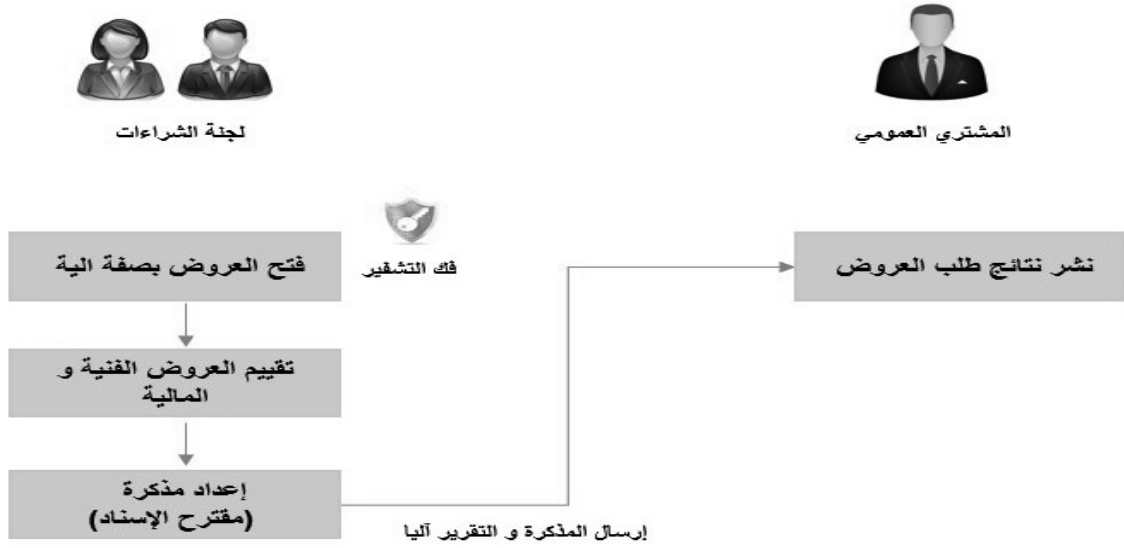 لجنة الشراءات
المشتري العمومي
فتح العروض بصفة الية
فك التشفير
نشر نتائج طلب العروض
تقييم العروض الفنية و
المالية
إعداد مذكرة
(مقترح الإسناد)
إرسال المذكرة و التقرير آليا